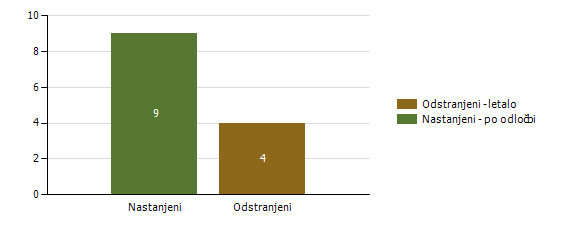 10
8
6
4
2
0
9
4
Nastanjeni
Odstranjeni
Odstranjeni - letalo
Nastanjeni - po odločbi